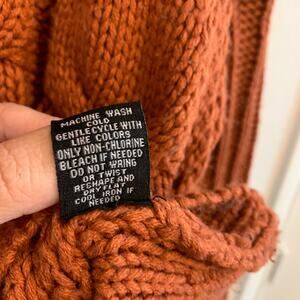 MACHINE WASH
COLD
GENTLE CYCLE WITH
LIKE COLORS
ONLY NON-CHLORINE
BLEACH IF NEEDED
DO NOT WRING
OR TWIST
RESHAPE AND
DRY FLAT
COOL IRON IF
NEEDED